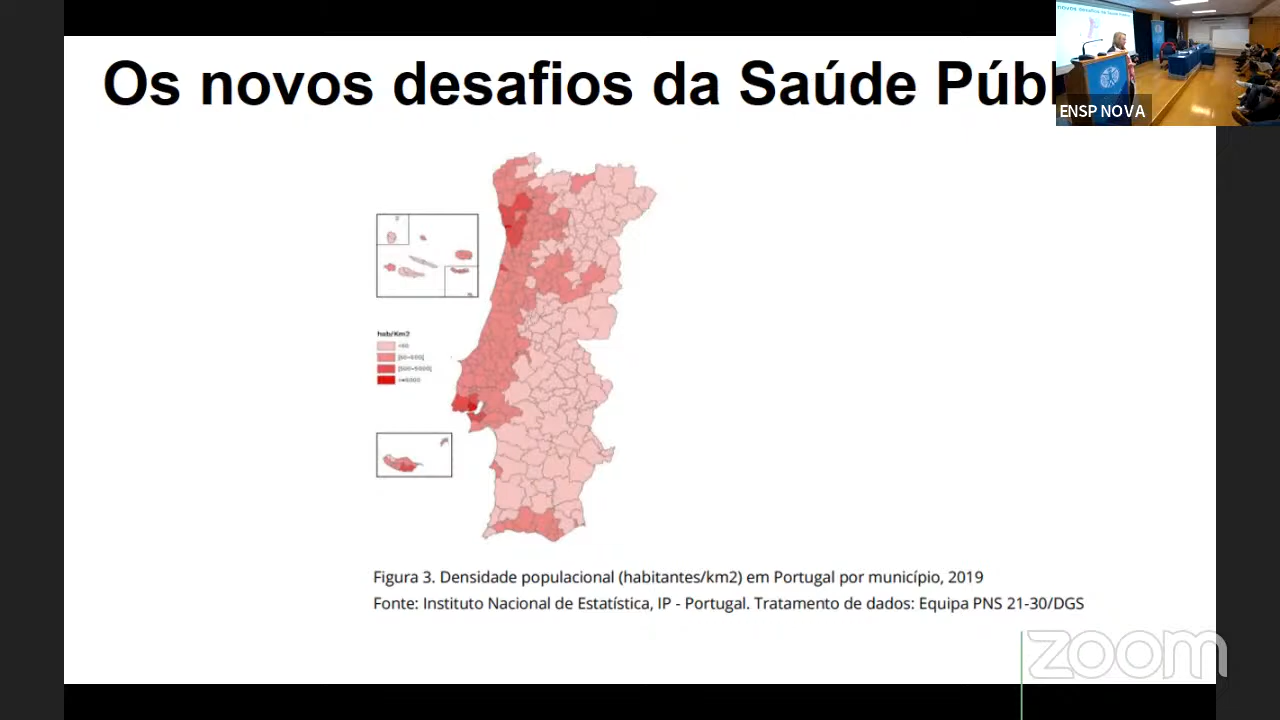 Os novos desafios da Saúde Púb
ENSP NOVA
hab/Km2
Figura 3. Densidade populacional (habitantes/km2) em Portugal por município, 2019
Fonte: Instituto Nacional de Estatística, IP - Portugal. Tratamento de dados: Equipa PNS 21-30/DGS
zoom